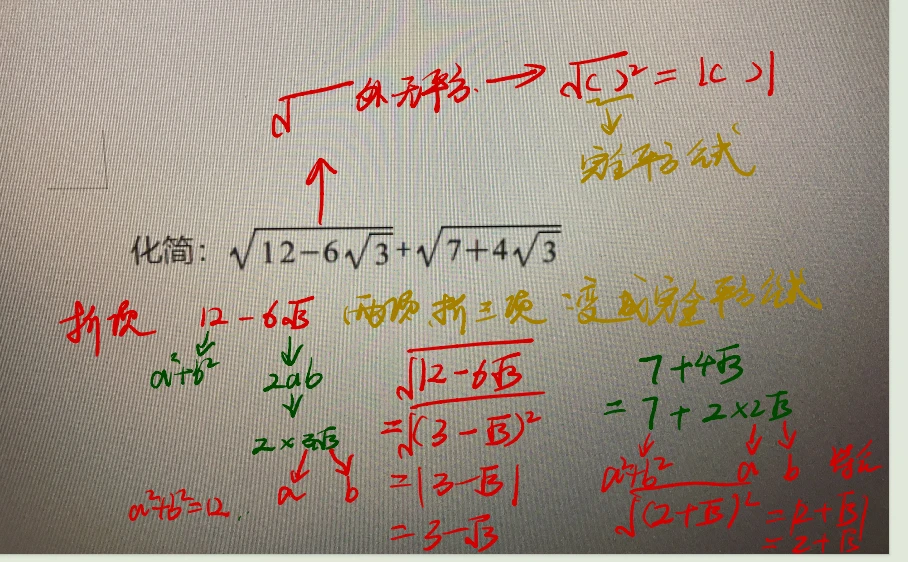 √ 外无平方 → √( )² = |( )|
完全平方公式
化简: √(12−6√3)+√(7+4√3)
拆项 12-6√3 (两项拆三项:变成完全平方公式
a²+b² 2ab
2×3√3
a b
a²+b²=12
√(12-6√3)
=√(3-√3)²
=|3-√3|
=3-√3
7+4√3
=7+2×2√3
a²+b² a b
√(2+√3)² =|2+√3|
=2+√3